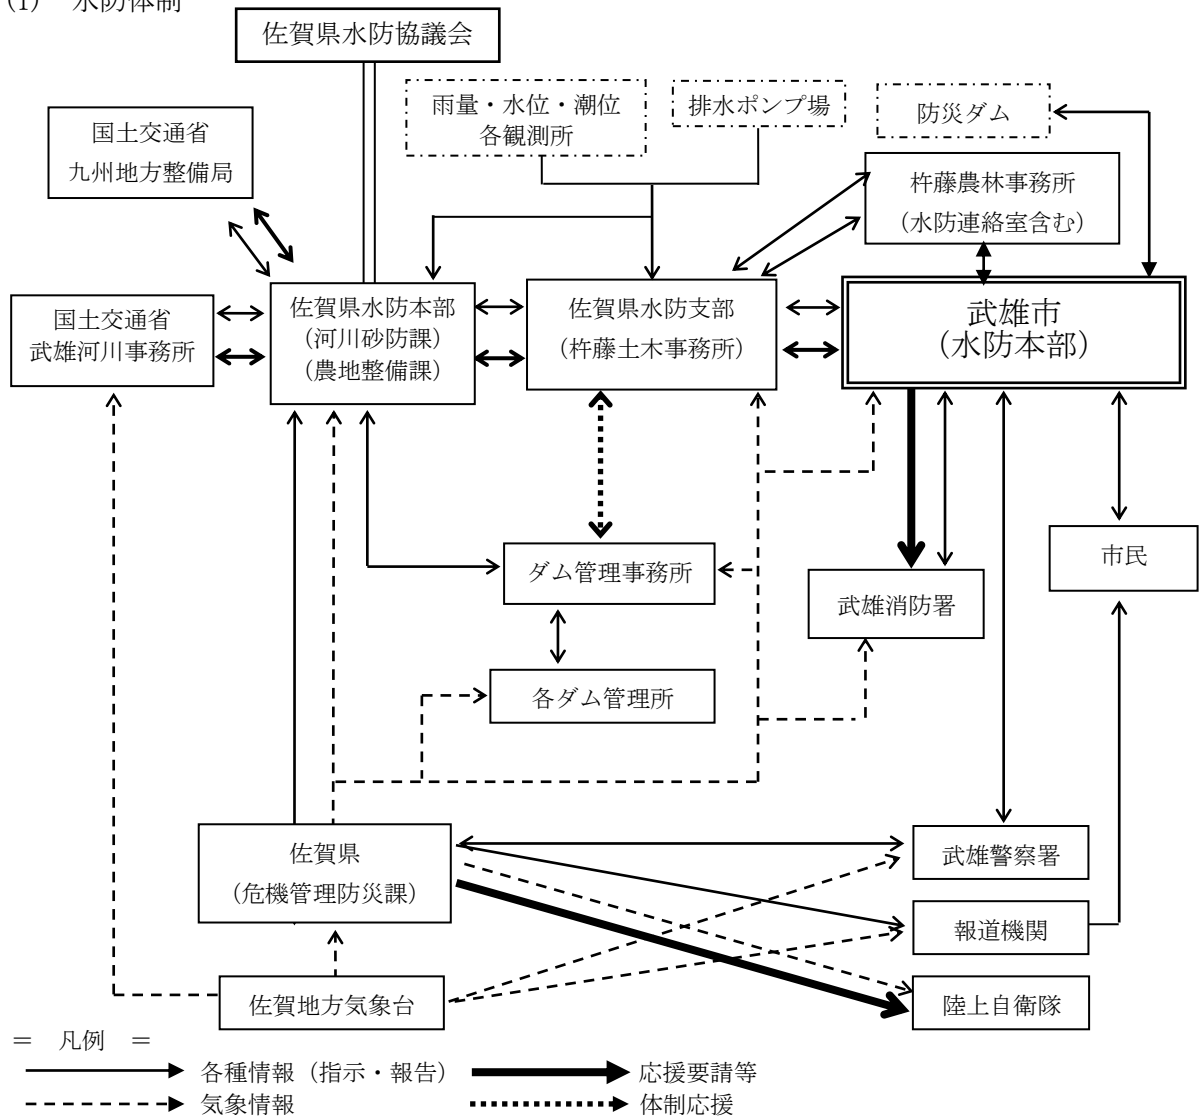 (1) 水防体制
佐賀県水防協議会
雨量・水位・潮位
各観測所
排水ポンプ場
防災ダム
国土交通省
九州地方整備局
杵藤農林事務所
(水防連絡室含む)
国土交通省
武雄河川事務所
佐賀県水防本部
(河川砂防課)
(農地整備課)
佐賀県水防支部
(杵藤土木事務所)
武雄市
(水防本部)
ダム管理事務所
武雄消防署
市民
各ダム管理所
佐賀県
(危機管理防災課)
武雄警察署
報道機関
陸上自衛隊
佐賀地方気象台
= 凡例 =
各種情報(指示・報告)
応援要請等
気象情報
体制応援